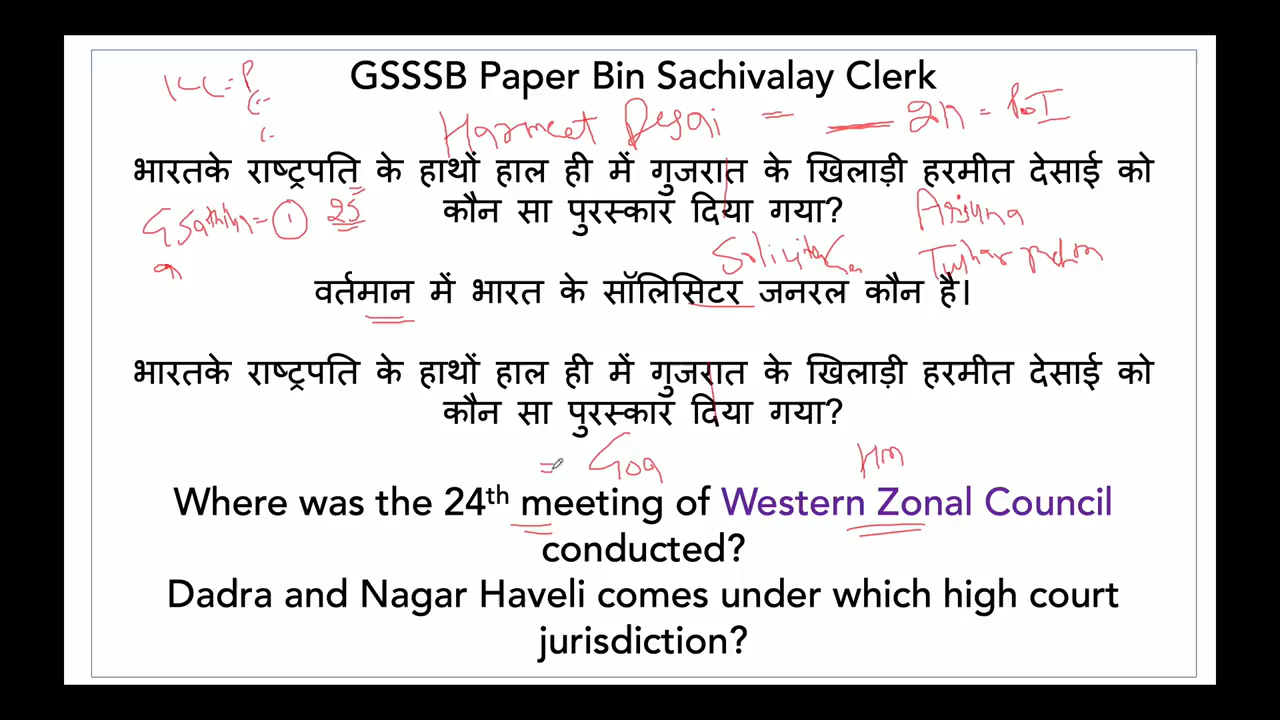 GSSSB Paper Bin Sachivalay Clerk
Harmeet Desai = 2n =
भारतके राष्ट्रपति के हाथों हाल ही में गुजरात के खिलाड़ी हरमीत देसाई को
25 Arjuna
कौन सा पुरस्कार दिया गया?
वर्तमान में भारत के सॉलिसिटर जनरल कौन है।
भारतके राष्ट्रपति के हाथों हाल ही में गुजरात के खिलाड़ी हरमीत देसाई को
कौन सा पुरस्कार दिया गया?
= Goa HM
Where was the 24th meeting of Western Zonal Council
conducted?
Dadra and Nagar Haveli comes under which high court
jurisdiction?